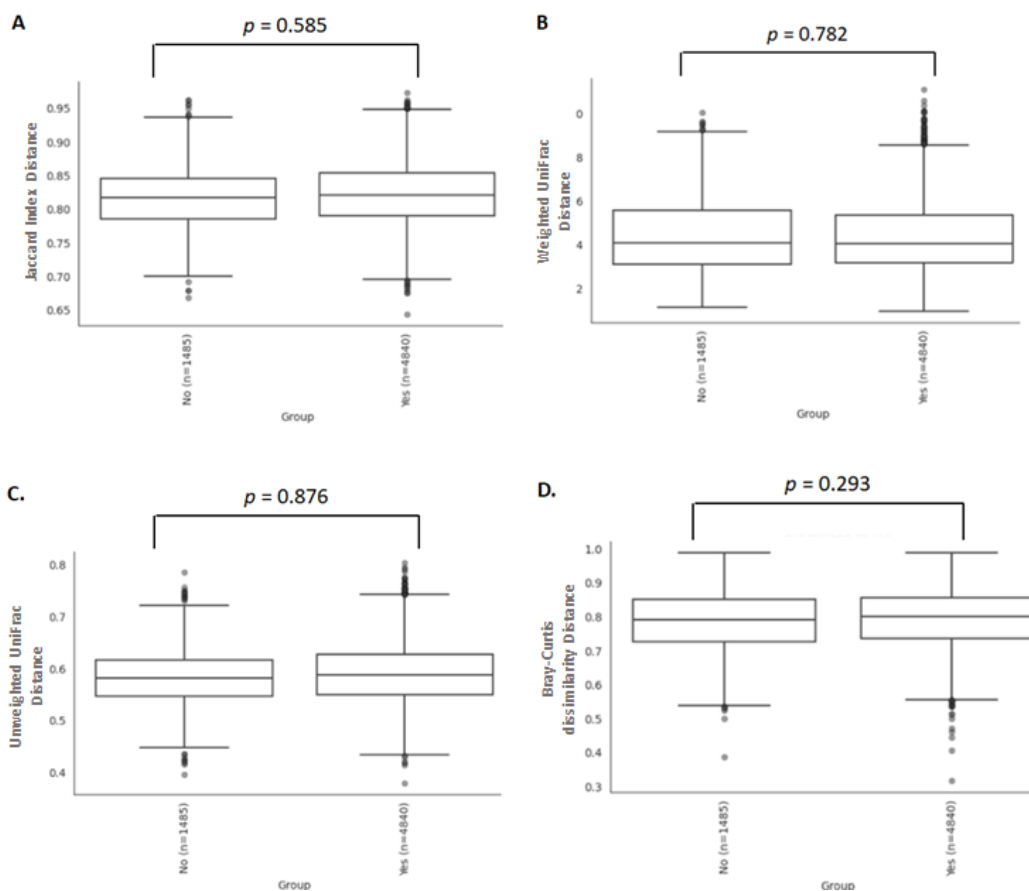 A
p = 0.585
Jaccard Index Distance
0.95
0.90
0.85
0.80
0.75
0.70
0.65
No (n=1485)
Yes (n=4840)
Group
B
p = 0.782
Weighted UniFrac
Distance
0
8
6
4
2
No (n=1485)
Yes (n=4840)
Group
C.
p = 0.876
Unweighted UniFrac
Distance
0.8
0.7
0.6
0.5
0.4
No (n=1485)
Yes (n=4840)
Group
D.
p = 0.293
Bray-Curtis
dissimilarity Distance
1.0
0.9
0.8
0.7
0.6
0.5
0.4
0.3
No (n=1485)
Yes (n=4840)
Group